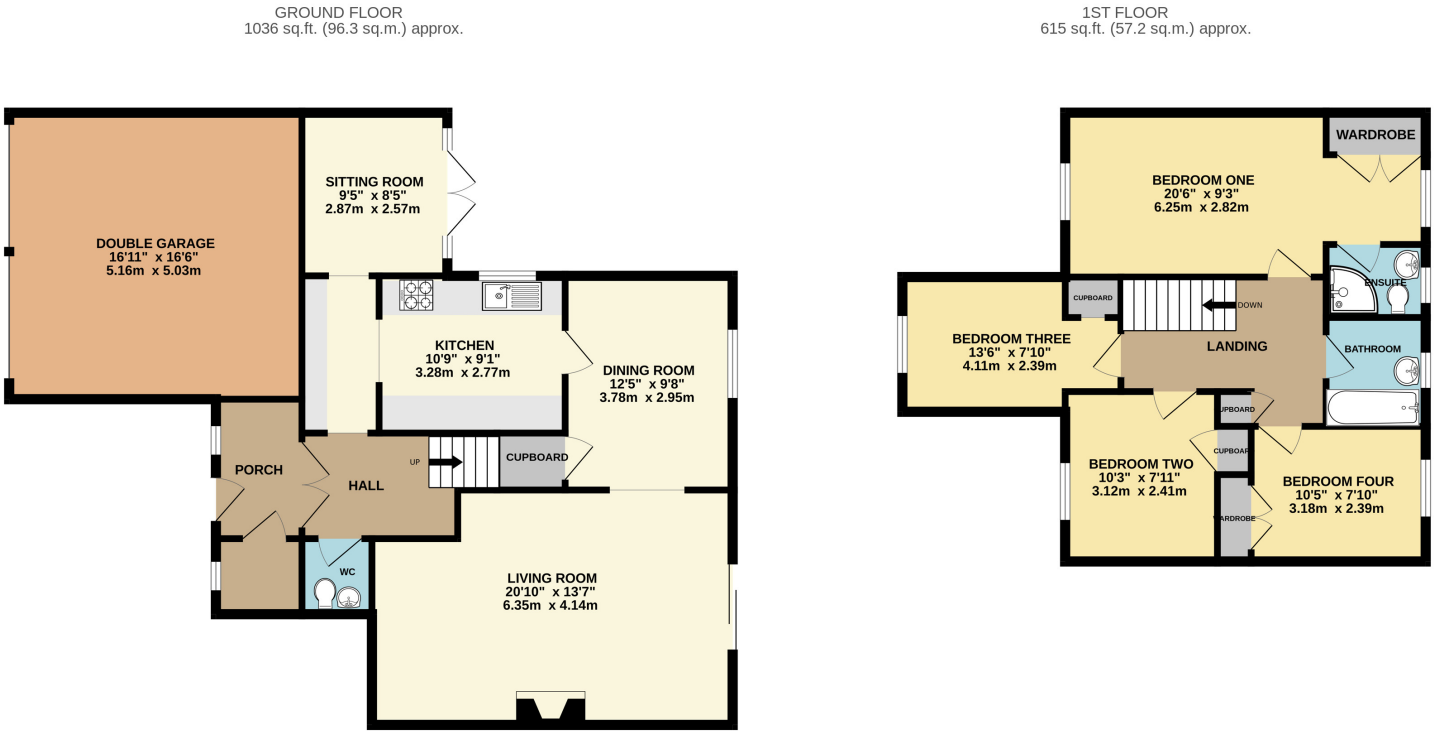 GROUND FLOOR
1036 sq.ft. (96.3 sq.m.) approx.
DOUBLE GARAGE
16'11" x 16'6"
5.16m x 5.03m
SITTING ROOM
9'5" x 8'5"
2.87m x 2.57m
KITCHEN
10'9" x 9'1"
3.28m x 2.77m
DINING ROOM
12'5" x 9'8"
3.78m x 2.95m
CUPBOARD
UP
PORCH
HALL
WC
LIVING ROOM
20'10" x 13'7"
6.35m x 4.14m
1ST FLOOR
615 sq.ft. (57.2 sq.m.) approx.
WARDROBE
BEDROOM ONE
20'6" x 9'3"
6.25m x 2.82m
ENSUITE
CUPBOARD
DOWN
BEDROOM THREE
13'6" x 7'10"
4.11m x 2.39m
LANDING
BATHROOM
UPBOARD
CUPBOAR
BEDROOM TWO
10'3" x 7'11"
3.12m x 2.41m
BEDROOM FOUR
10'5" x 7'10"
3.18m x 2.39m
WARDROBE